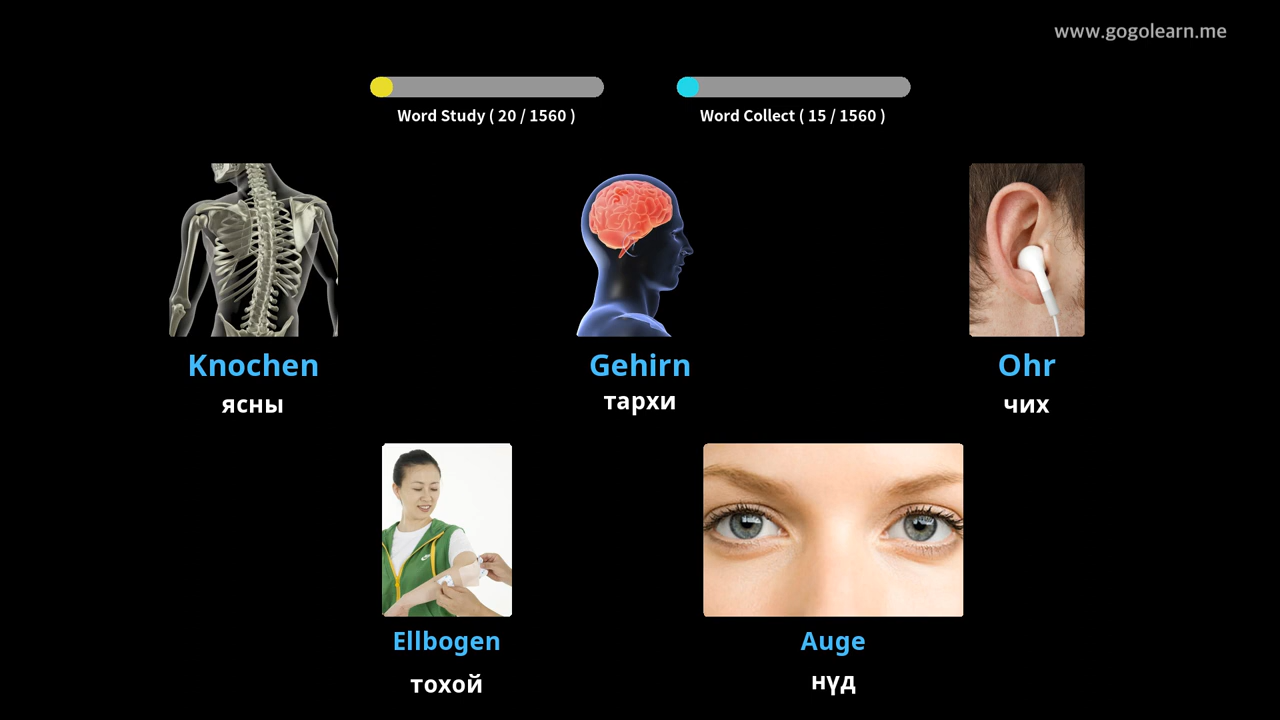 www.gogolearn.me
Word Study ( 20 / 1560 )
Word Collect ( 15 / 1560 )
Knochen
ясны
Gehirn
тархи
Ohr
чих
Ellbogen
тохой
Auge
нүд